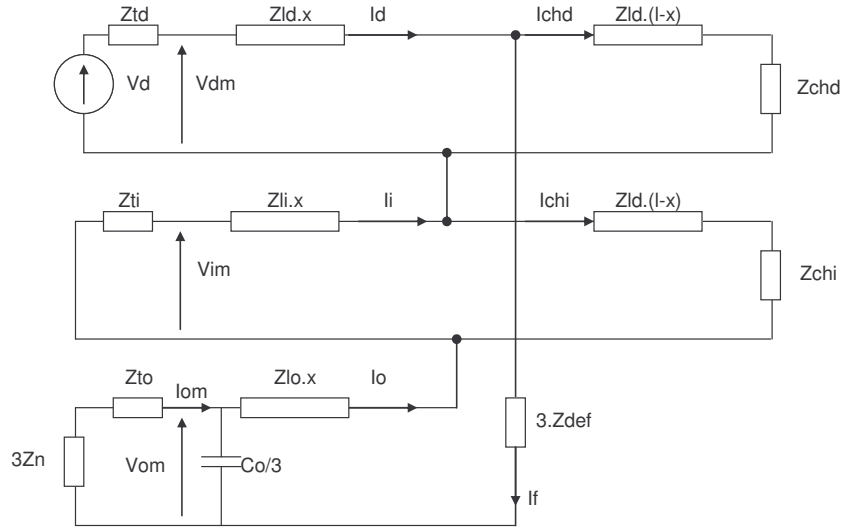 Ztd Zld.x Id Ichd Zld.(l-x)
Vd Vdm Zchd
Zti Zli.x Ii Ichi Zld.(l-x)
Vim Zchi
Zto Iom Zlo.x Io
3.Zdef
3Zn Vom Co/3
If